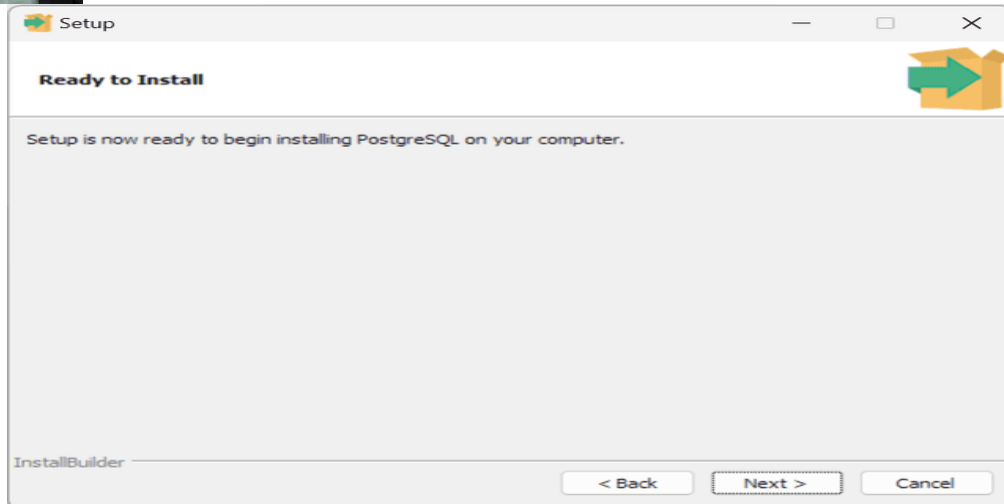 Setup
Ready to Install
Setup is now ready to begin installing PostgreSQL on your computer.
InstallBuilder
< Back
Next >
Cancel